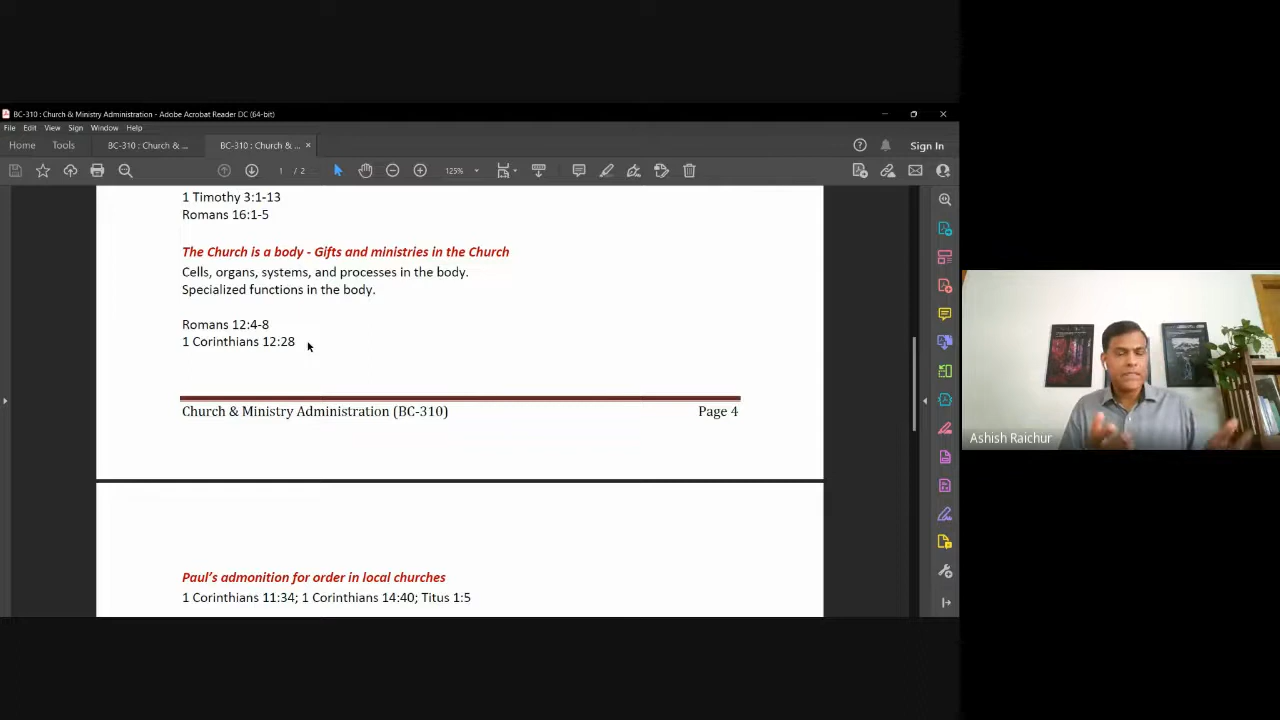 BC-310 : Church & Ministry Administration - Adobe Acrobat Reader DC (64-bit)
File Edit View Sign Window Help
Home Tools BC-310 : Church & ... BC-310 : Church & ... × Sign In
1 / 2 125%
1 Timothy 3:1-13
Romans 16:1-5
The Church is a body - Gifts and ministries in the Church
Cells, organs, systems, and processes in the body.
Specialized functions in the body.
Romans 12:4-8
1 Corinthians 12:28
Church & Ministry Administration (BC-310) Page 4
Paul's admonition for order in local churches
1 Corinthians 11:34; 1 Corinthians 14:40; Titus 1:5
Ashish Raichur